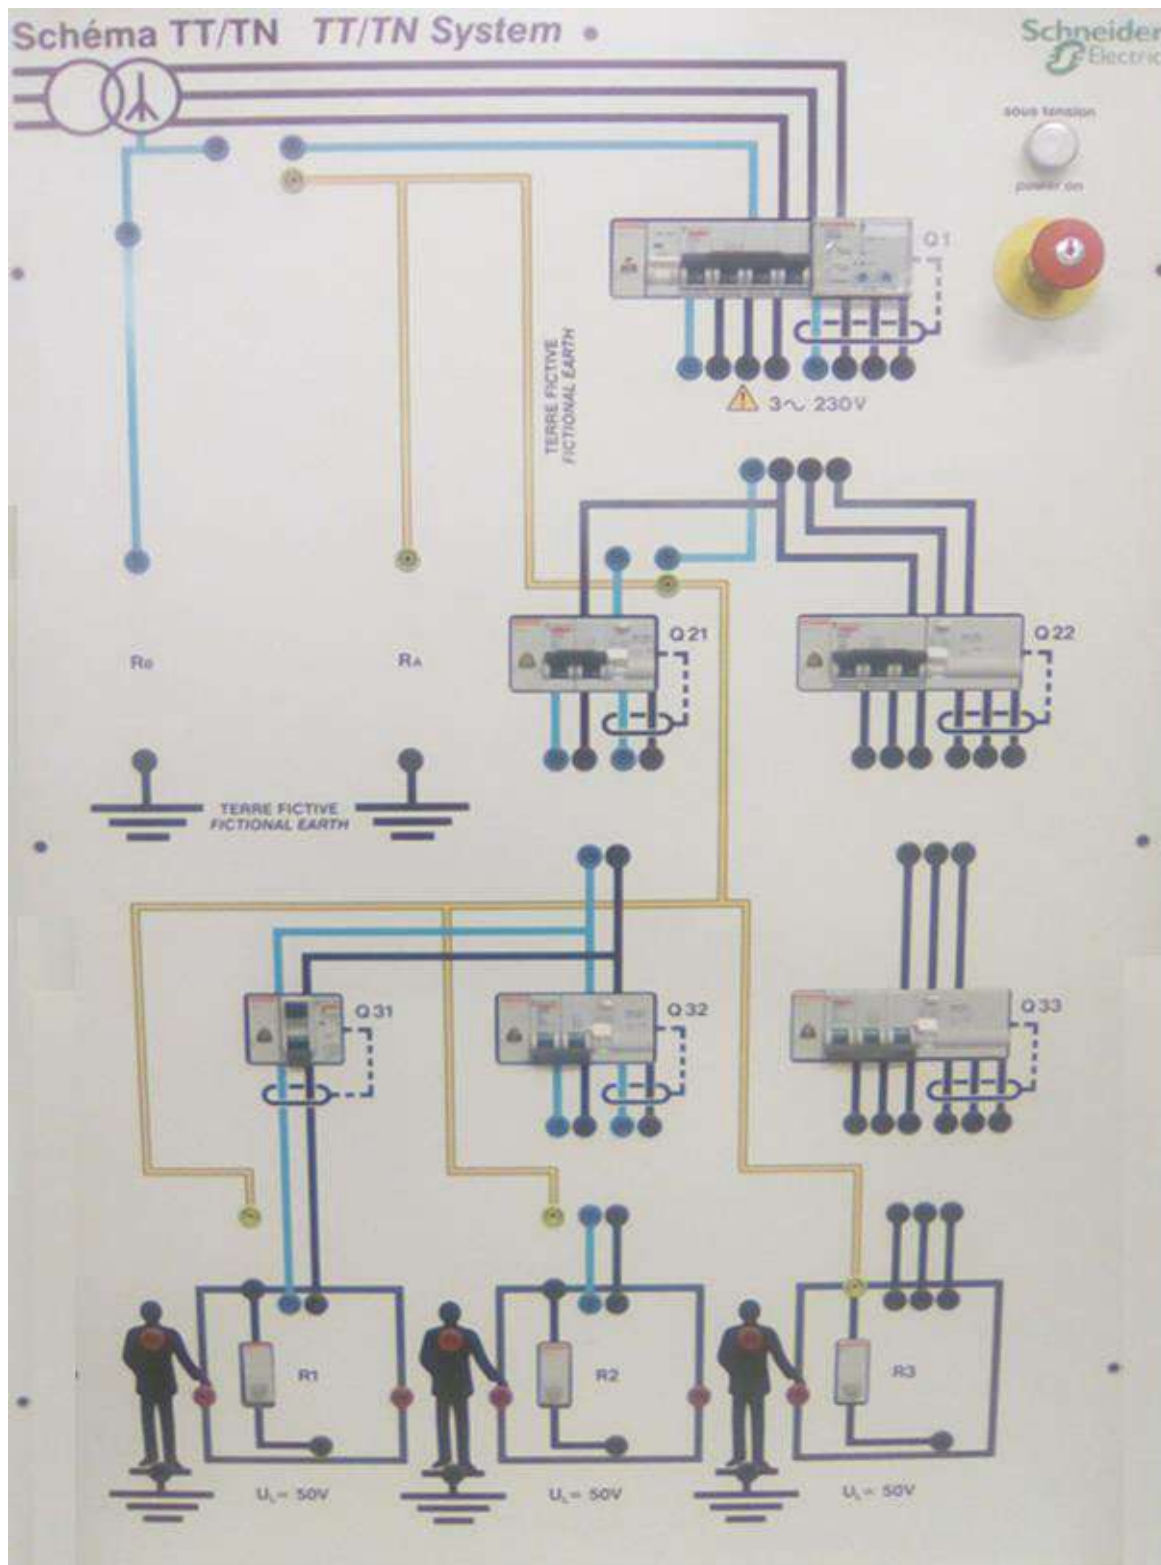 Schéma TT/TN TT/TN System
Schneider
Electric
sous tension
power on
Q1
TERRE FICTIVE
FICTIONAL EARTH
3~ 230V
Q21
Q22
RB
RA
TERRE FICTIVE
FICTIONAL EARTH
Q31
Q32
Q33
R1
R2
R3
UL= 50V
UL= 50V
UL= 50V